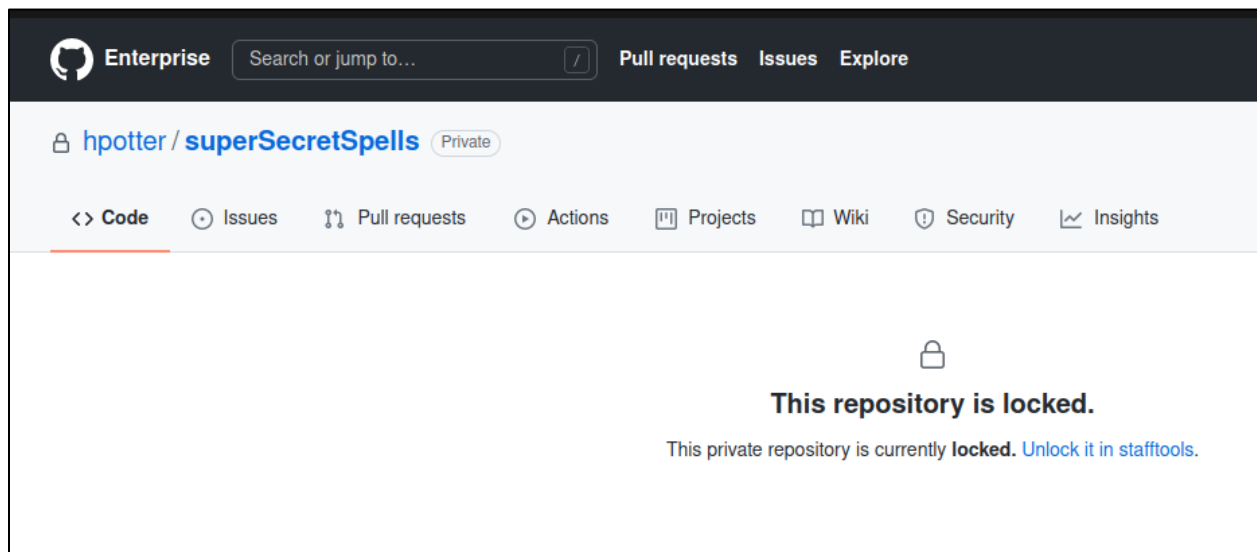 Enterprise Search or jump to... / Pull requests Issues Explore
hpotter / superSecretSpells Private
<> Code Issues Pull requests Actions Projects Wiki Security Insights
This repository is locked.
This private repository is currently locked. Unlock it in stafftools.